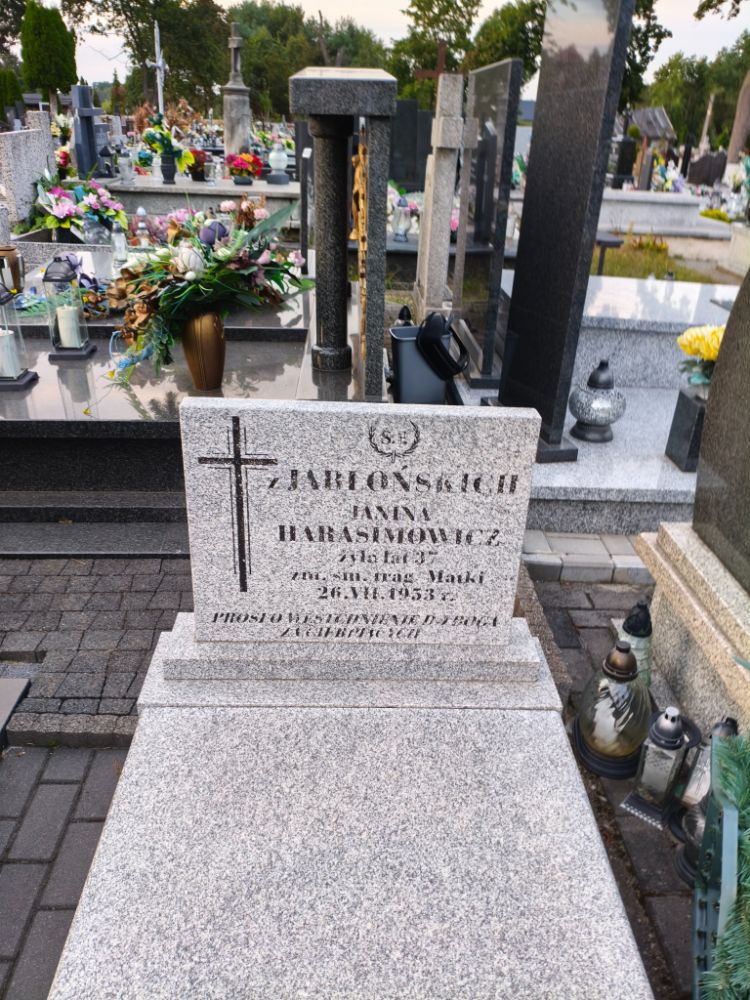 S.P.
z JABŁOŃSKICH
JANINA
HARASIMOWICZ
żyła lat 37
zm. śm. trag. Matki
26.VII.1953 r.
PROSI O WESTCHNIENIE DO BOGA
ZA CIERPIĄCYCH